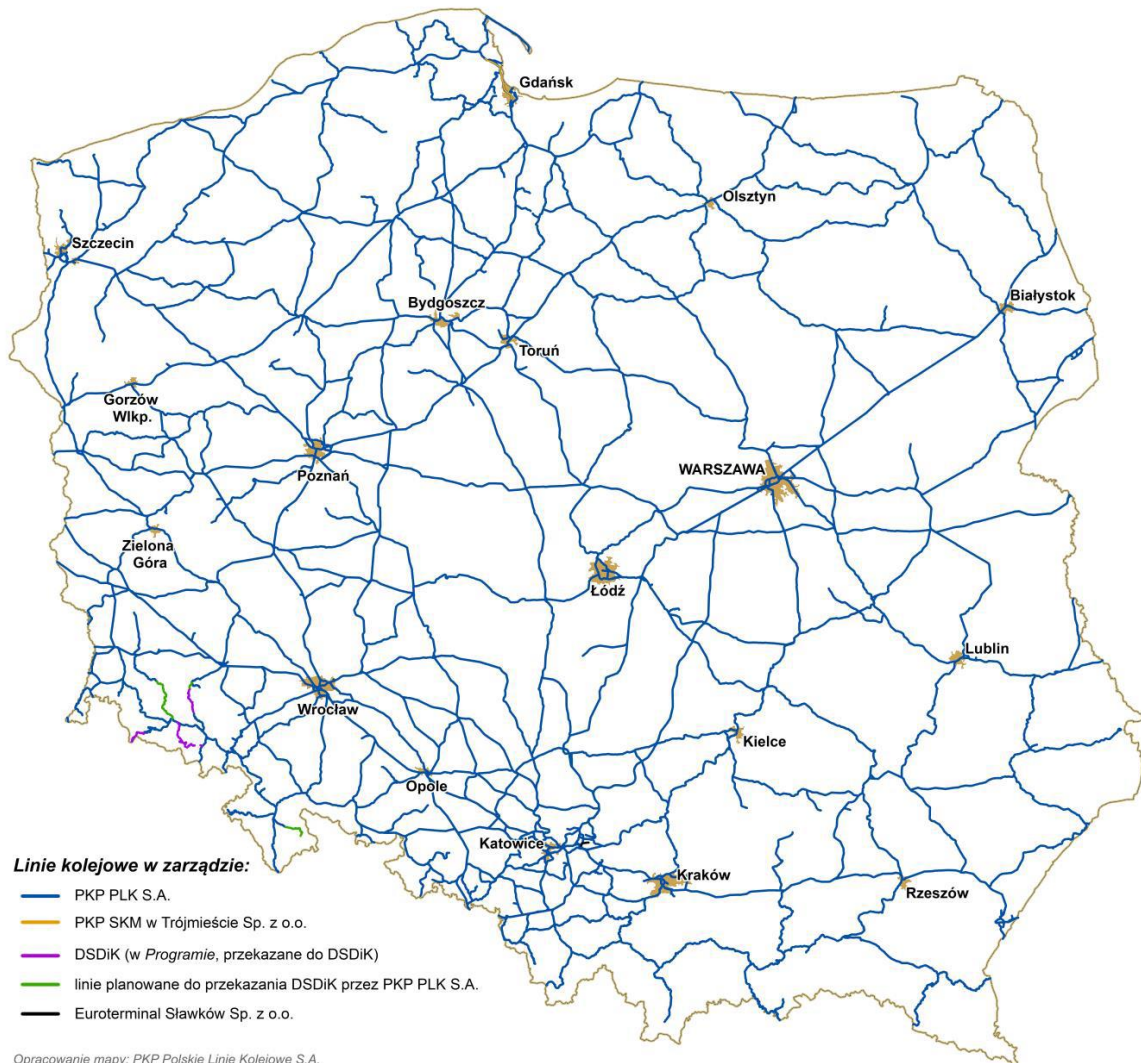 Gdańsk
Olsztyn
Szczecin
Białystok
Bydgoszcz
Toruń
Gorzów
Wlkp.
Poznań
WARSZAWA
Zielona
Góra
Łódź
Lublin
Wrocław
Kielce
Opole
Katowice
Kraków
Rzeszów
Linie kolejowe w zarządzie:
PKP PLK S.A.
PKP SKM w Trójmieście Sp. z o.o.
DSDiK (w Programie, przekazane do DSDiK)
linie planowane do przekazania DSDiK przez PKP PLK S.A.
Euroterminal Sławków Sp. z o.o.
Opracowanie mapy: PKP Polskie Linie Kolejowe S.A.